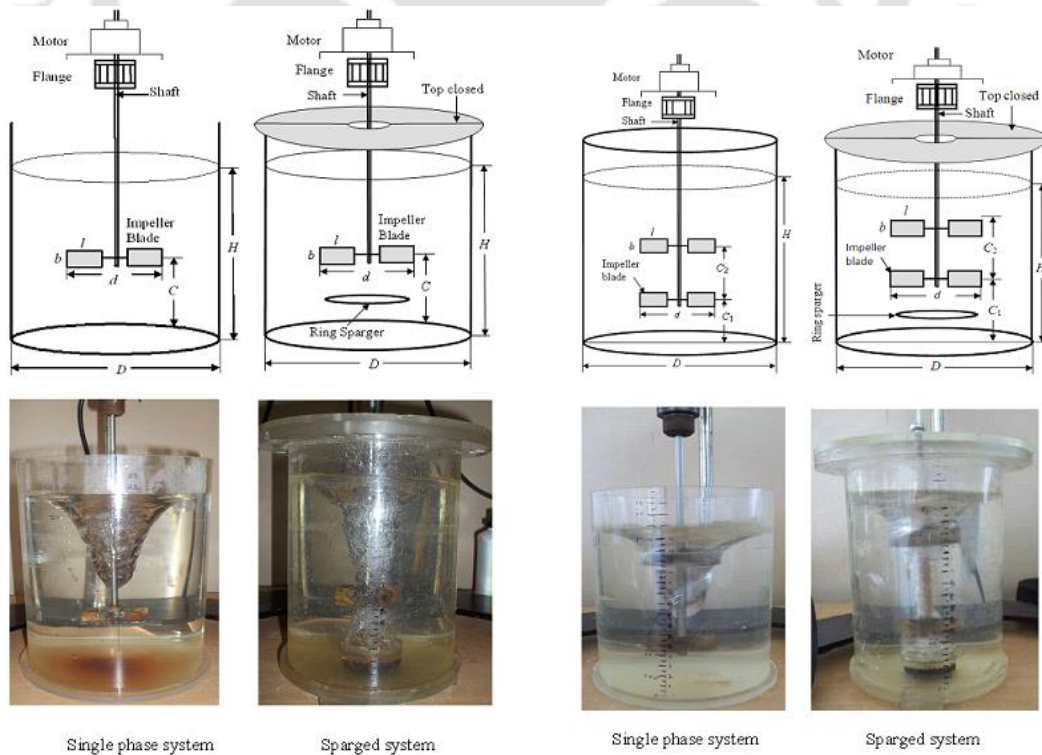 Motor
Flange
Shaft
Impeller
Blade
l
b
d
C
H
D
Motor
Flange
Shaft
Top closed
Impeller
Blade
l
b
d
C
H
Ring Sparger
D
Motor
Flange
Shaft
l
b
Impeller
blade
d
C2
C1
H
D
Motor
Flange
Shaft
Top closed
l
b
Impeller
blade
d
C2
C1
H
Ring sparger
D
Single phase system
Sparged system
Single phase system
Sparged system